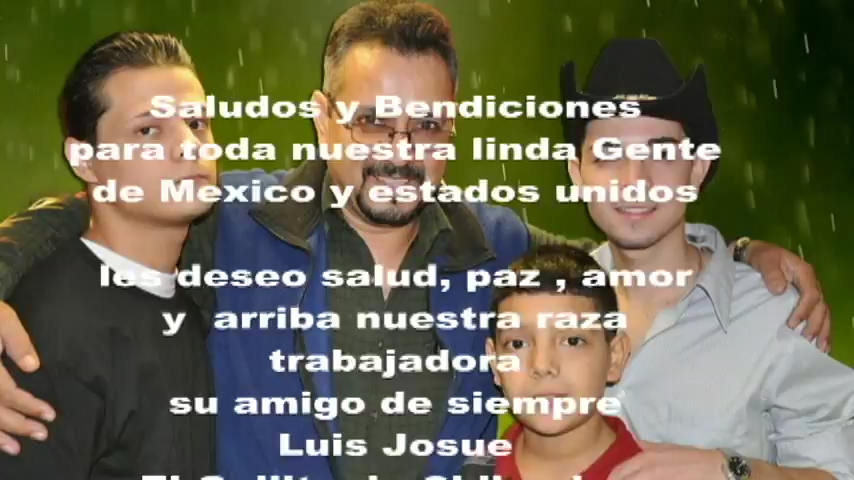 Saludos y Bendiciones
para toda nuestra linda Gente
de Mexico y estados unidos
les deseo salud, paz , amor
y arriba nuestra raza
trabajadora
su amigo de siempre
Luis Josue
El